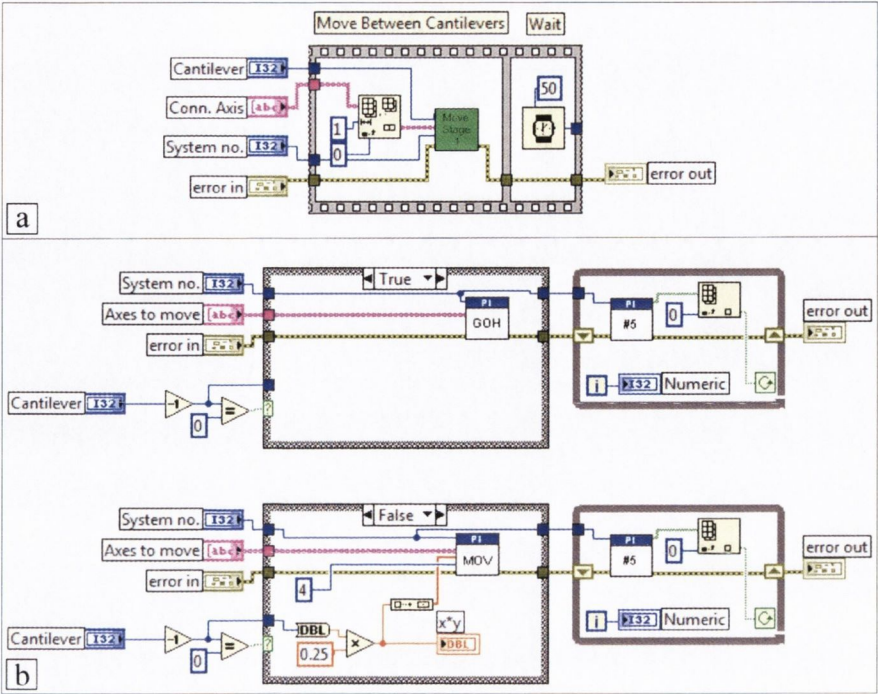 Move Between Cantilevers
Wait
Cantilever
I32
Conn. Axis
abc
1
System no.
I32
0
error in
Move
Stage
1
50
error out
a
System no.
I32
Axes to move
abc
error in
Cantilever
I32
-1
0
=
?
True
PI
GOH
PI
#5
0
i
I32
Numeric
error out
System no.
I32
Axes to move
abc
error in
Cantilever
I32
-1
0
=
?
False
PI
MOV
4
DBL
0.25
×
x*y
DBL
PI
#5
0
i
I32
Numeric
error out
b